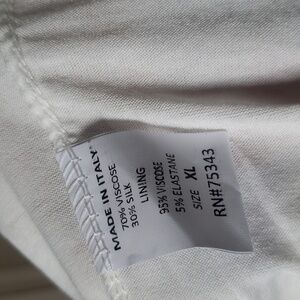 MADE IN ITALY
70% VISCOSE
30% SILK
LINING
95% VISCOSE
5% ELASTANE
SIZE XL
RN#75343